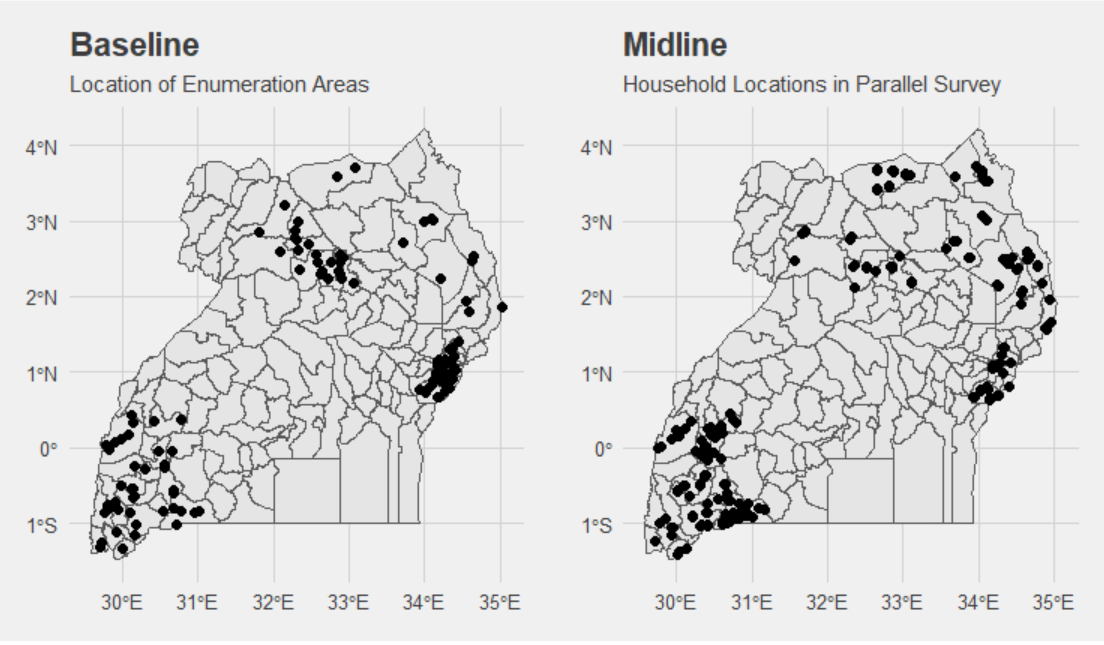 Baseline
Location of Enumeration Areas
4°N
3°N
2°N
1°N
0°
1°S
30°E 31°E 32°E 33°E 34°E 35°E
Midline
Household Locations in Parallel Survey
4°N
3°N
2°N
1°N
0°
1°S
30°E 31°E 32°E 33°E 34°E 35°E